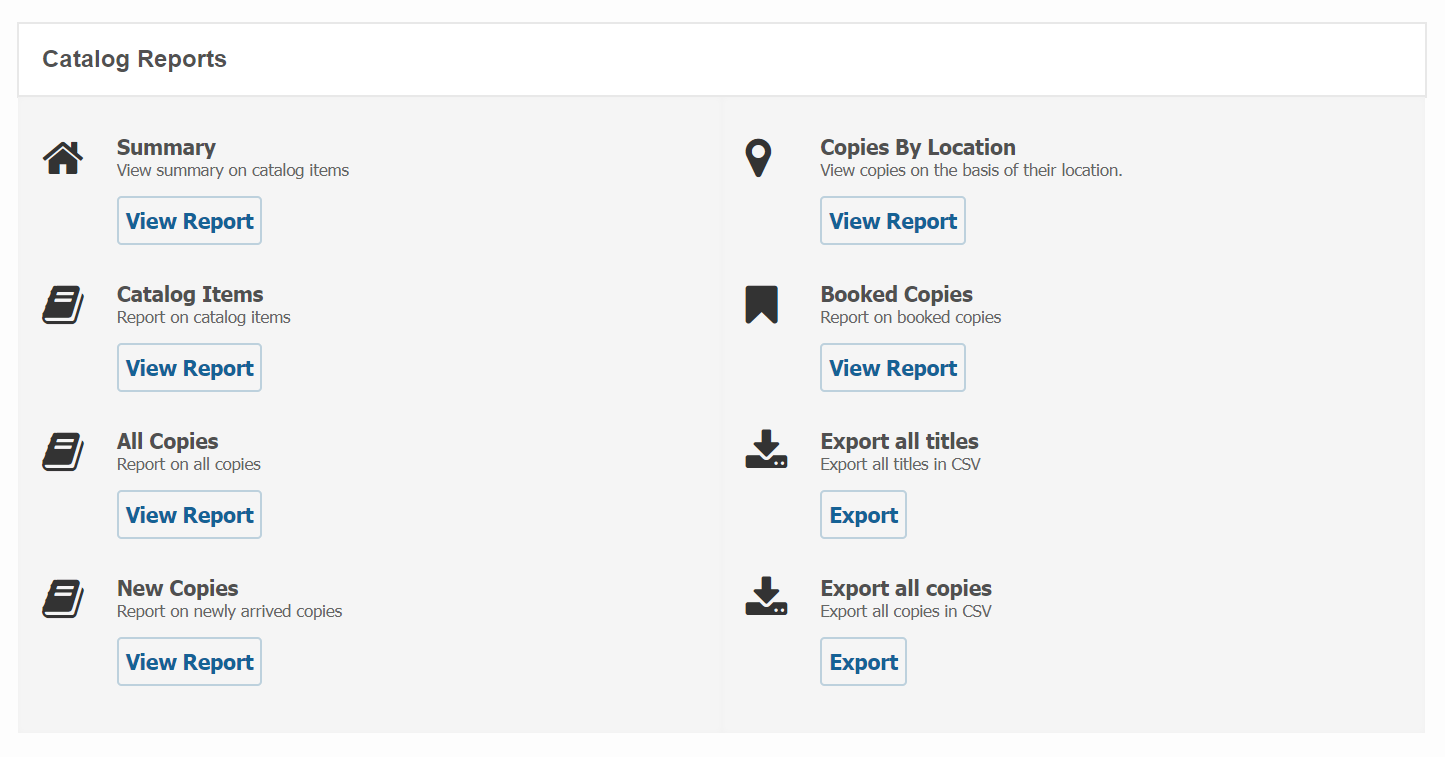 Catalog Reports
Summary
View summary on catalog items
View Report
Catalog Items
Report on catalog items
View Report
All Copies
Report on all copies
View Report
New Copies
Report on newly arrived copies
View Report
Copies By Location
View copies on the basis of their location.
View Report
Booked Copies
Report on booked copies
View Report
Export all titles
Export all titles in CSV
Export
Export all copies
Export all copies in CSV
Export